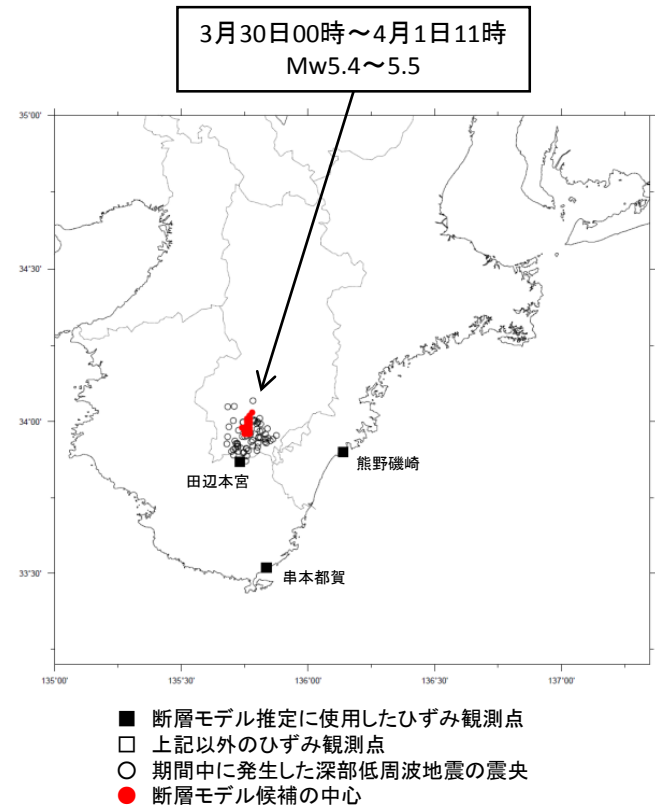 3月30日00時～4月1日11時
Mw5.4～5.5
35°00'
34°30'
34°00'
33°30'
田辺本宮
熊野磯崎
串本都賀
135°00'
135°30'
136°00'
136°30'
137°00'
■ 断層モデル推定に使用したひずみ観測点
□ 上記以外のひずみ観測点
○ 期間中に発生した深部低周波地震の震央
● 断層モデル候補の中心